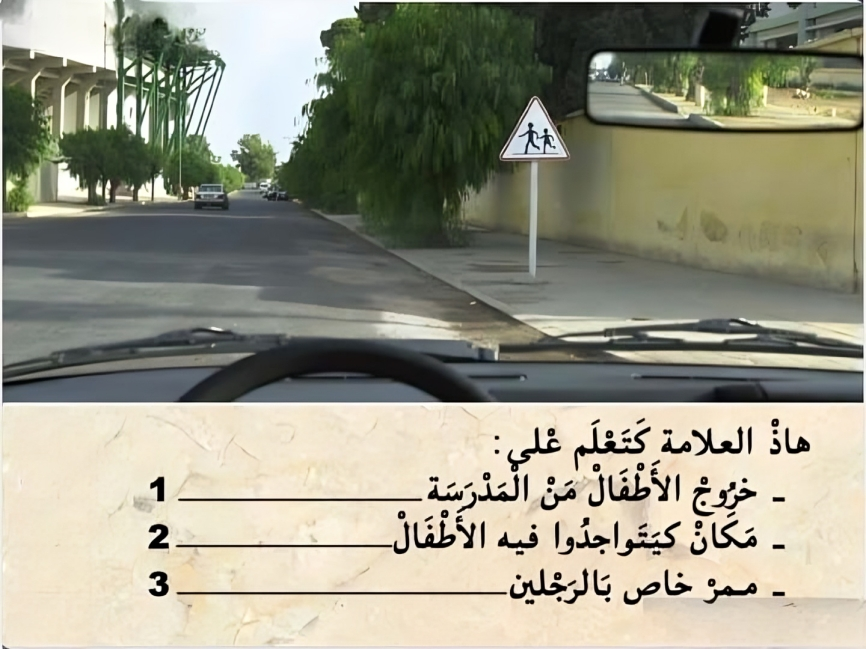 هاذْ العلامة كَتَعْلَم عْلى:
ـ خرُوجْ الأَطْفَالْ مَنْ الْمَدْرَسَة 1
ـ مَكَانْ كيَتَواجدُوا فيه الأَطْفَالْ 2
ـ ممرْ خاص بَالرَجْلين 3